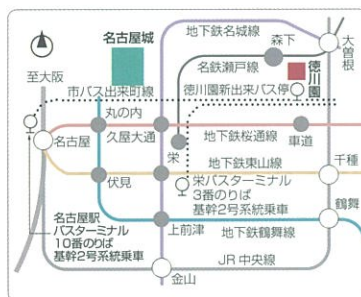 名古屋城
地下鉄名城線
森下
大曽根
名鉄瀬戸線
徳川園
至大阪
市バス出来町線
徳川園新出来バス停
丸の内
久屋大通
地下鉄桜通線
車道
名古屋
栄
地下鉄東山線
千種
伏見
栄バスターミナル
3番のりば
基幹2号系統乗車
鶴舞
名古屋駅
バスターミナル
10番のりば
基幹2号系統乗車
上前津
地下鉄鶴舞線
JR中央線
金山